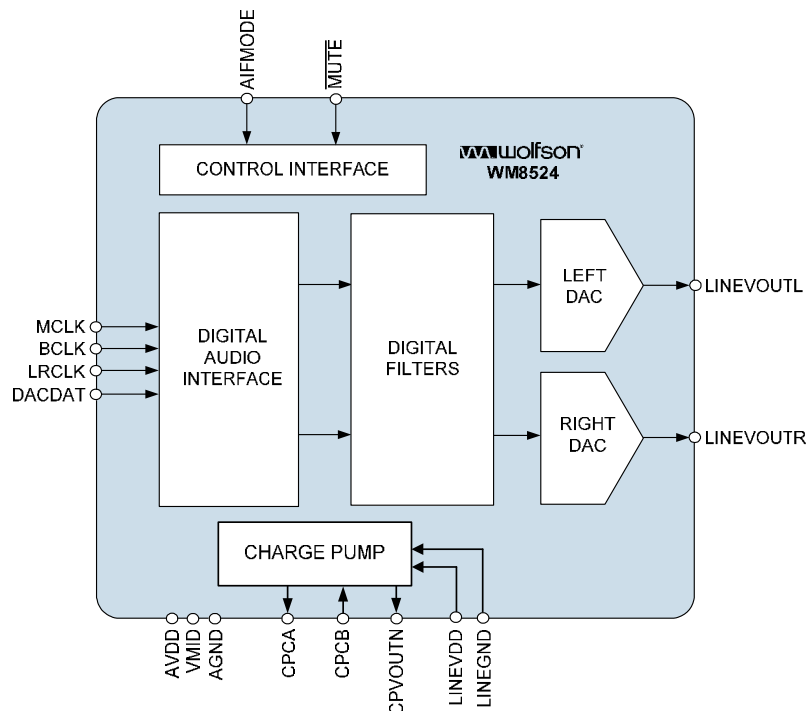 AIFMODE
MUTE
CONTROL INTERFACE
wolfson®
WM8524
MCLK
BCLK
LRCLK
DACDAT
DIGITAL
AUDIO
INTERFACE
DIGITAL
FILTERS
LEFT
DAC
LINEVOUTL
RIGHT
DAC
LINEVOUTR
CHARGE PUMP
AVDD
VMID
AGND
CPCA
CPCB
CPVOUTN
LINEVDD
LINEGND